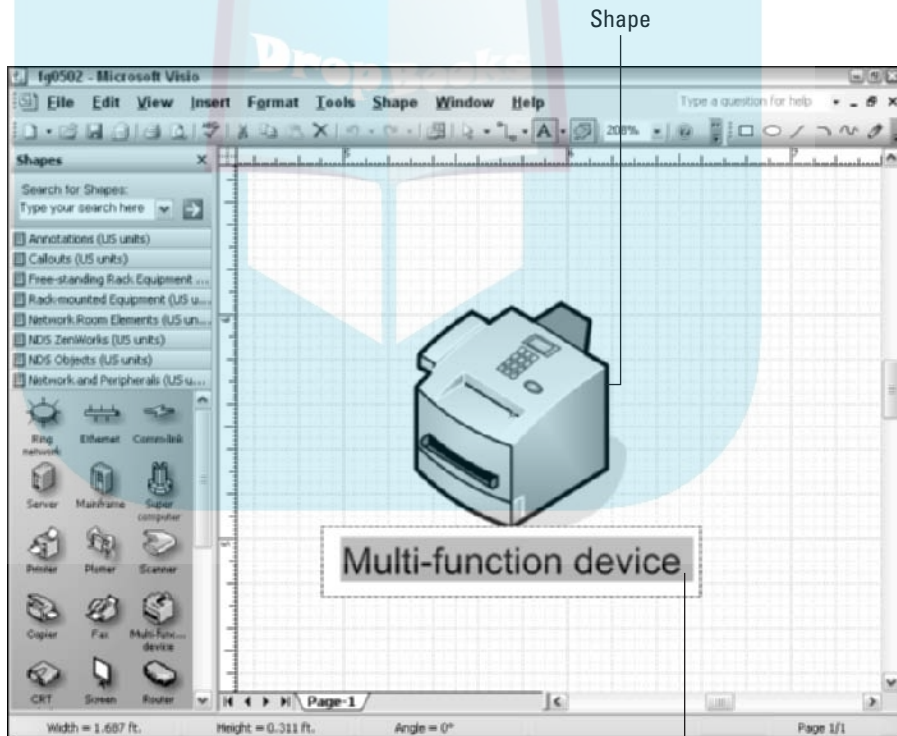 Shape
DropBooks
fg0502 - Microsoft Visio
File Edit View Insert Format Tools Shape Window Help
Type a question for help
A 208%
Shapes
Search for Shapes:
Type your search here
Annotations (US units)
Callouts (US units)
Free-standing Rack Equipment ...
Rack-mounted Equipment (US u...
Network Room Elements (US un...
NDS ZenWorks (US units)
NDS Objects (US units)
Network and Peripherals (US u...
Ring network Ethernet Comm-link
Server Mainframe Super computer
Printer Plotter Scanner
Copier Fax Multi-func... device
CRT Screen Router
Multi-function device
Page-1
Width = 1.687 ft. Height = 0.311 ft. Angle = 0° Page 1/1